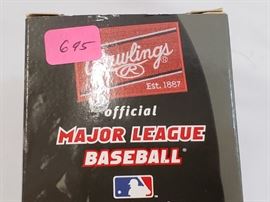 695
Rawlings
R
Est. 1887
official
MAJOR LEAGUE
BASEBALL